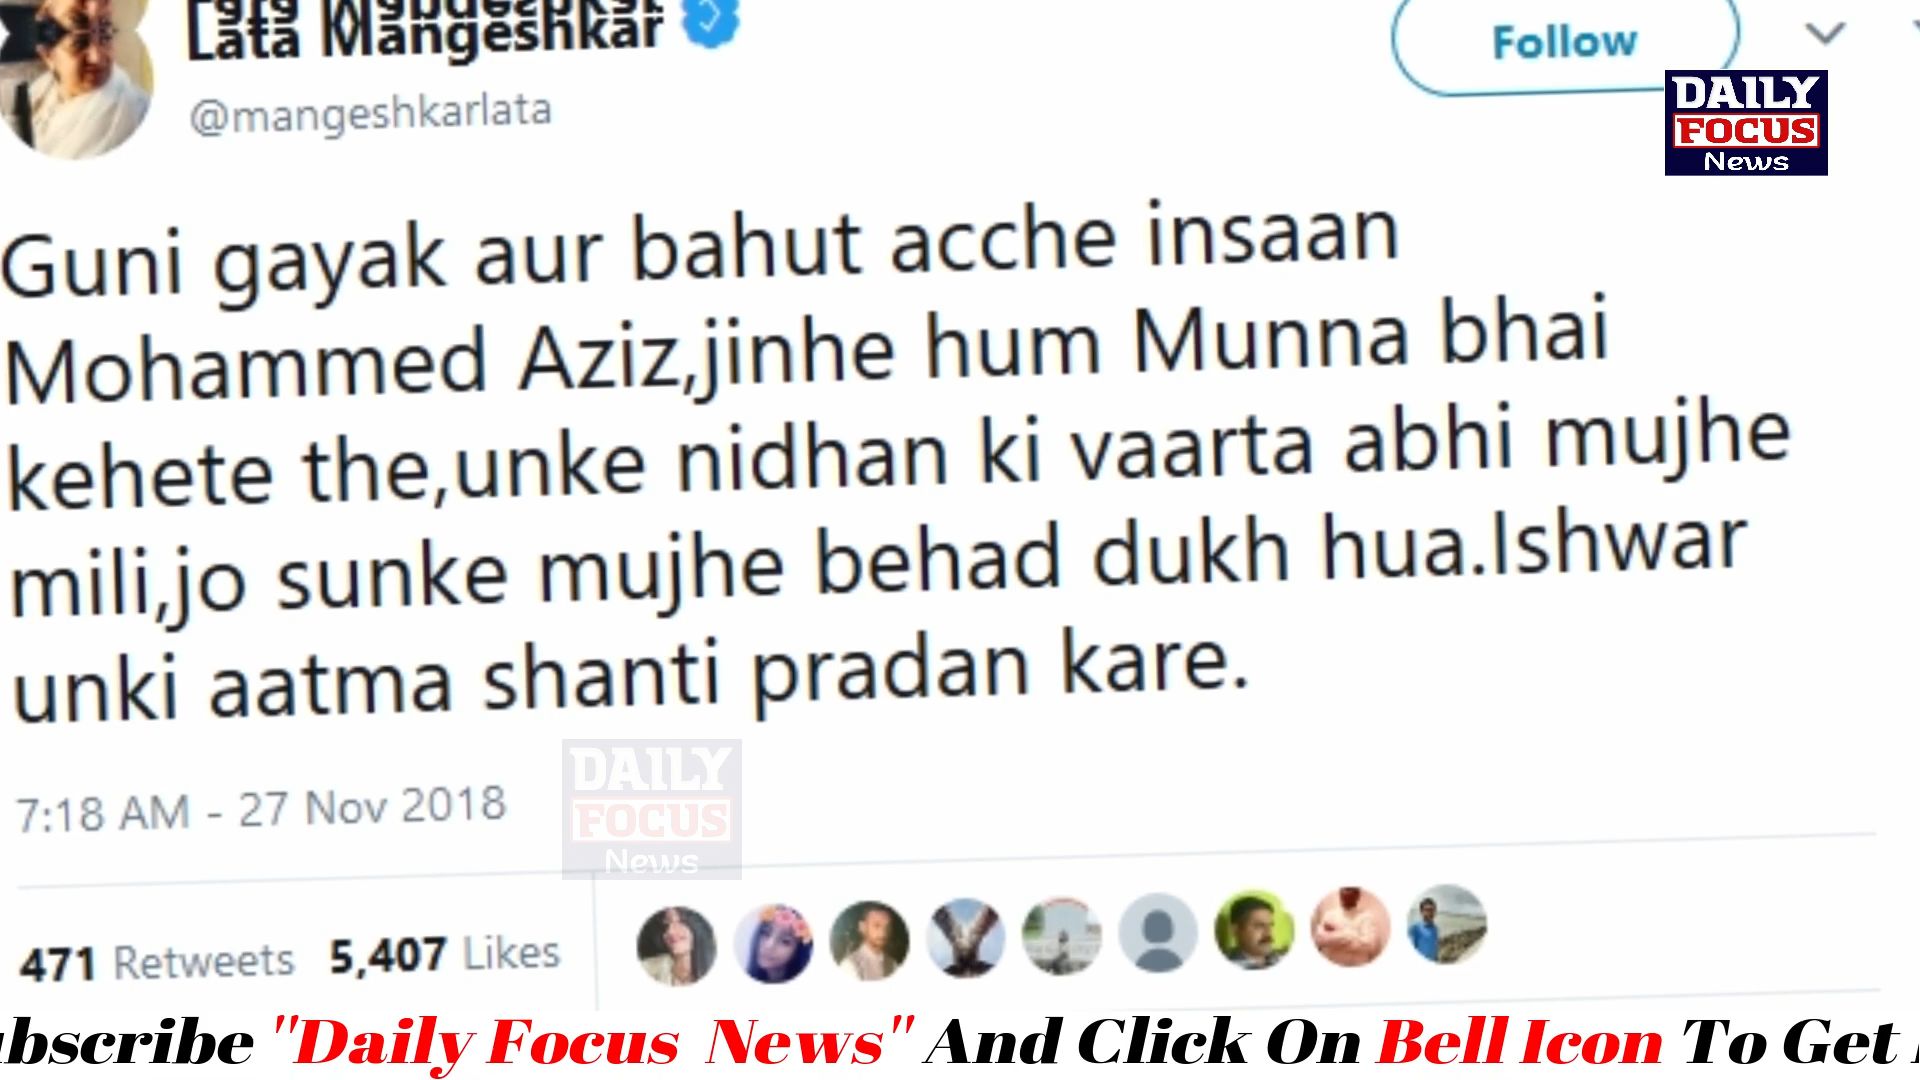 Lata Mangeshkar
@mangeshkarlata
Follow
DAILY
FOCUS
News
Guni gayak aur bahut acche insaan
Mohammed Aziz,jinhe hum Munna bhai
kehete the,unke nidhan ki vaarta abhi mujhe
mili,jo sunke mujhe behad dukh hua.Ishwar
unki aatma shanti pradan kare.
7:18 AM - 27 Nov 2018
DAILY
FOCUS
News
471 Retweets 5,407 Likes
ubscribe "Daily Focus News" And Click On Bell Icon To Get